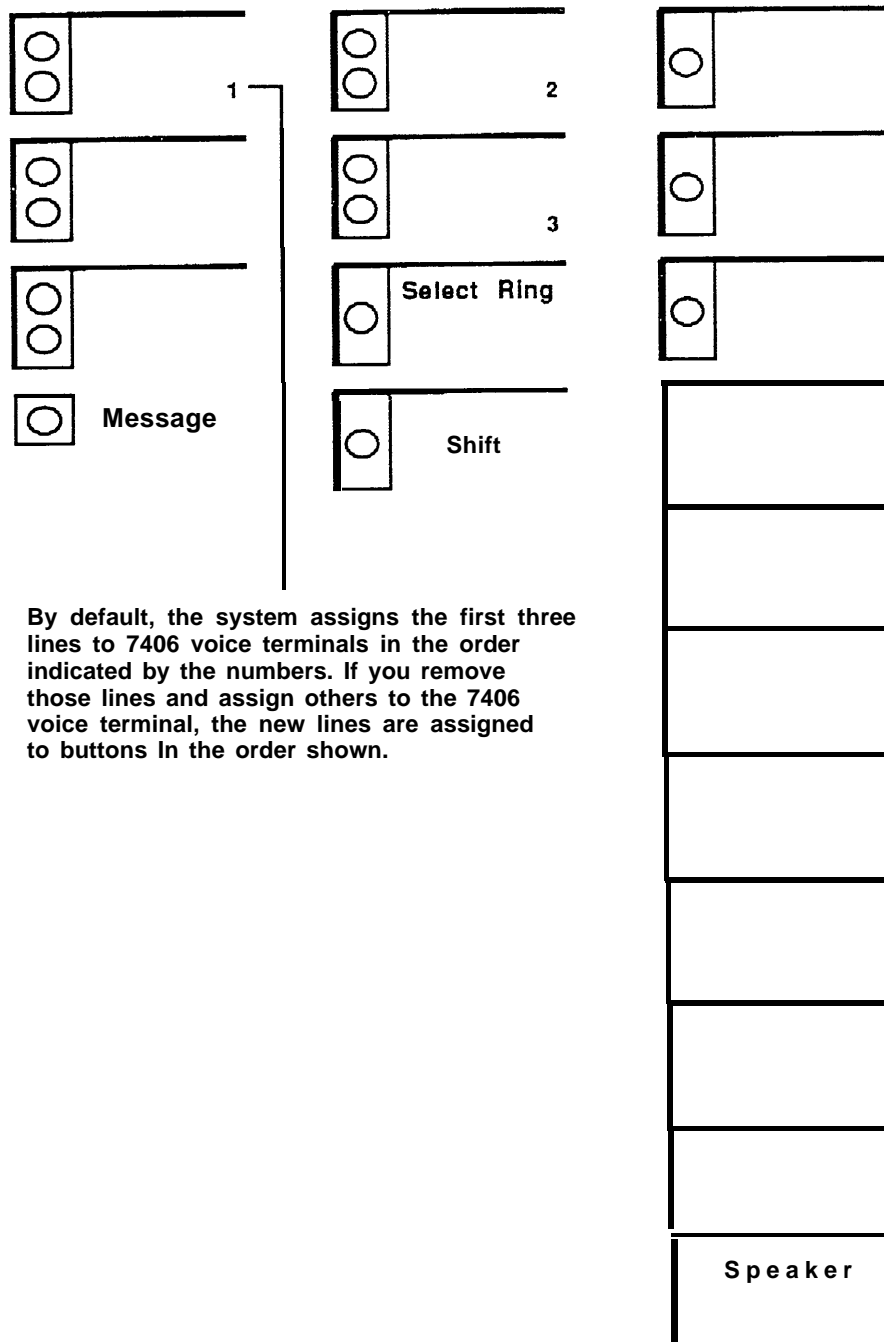 1
2
3
Select Ring
Message
Shift
By default, the system assigns the first three
lines to 7406 voice terminals in the order
indicated by the numbers. If you remove
those lines and assign others to the 7406
voice terminal, the new lines are assigned
to buttons In the order shown.
Speaker